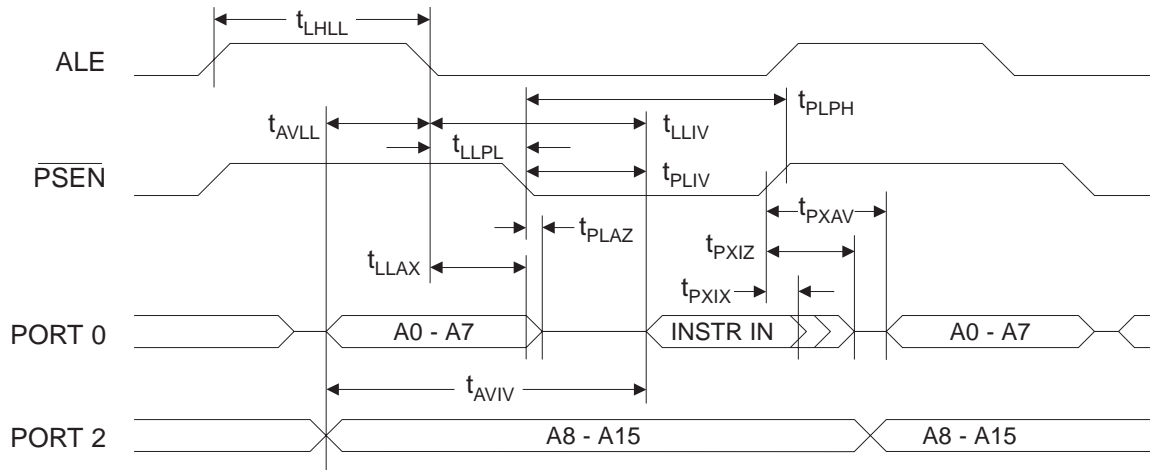 tLHLL
ALE
tPLPH
tAVLL
tLLIV
tLLPL
PSEN
tPLIV
tPXAV
tPLAZ
tPXIZ
tLLAX
tPXIX
PORT 0
A0 - A7
INSTR IN
A0 - A7
tAVIV
PORT 2
A8 - A15
A8 - A15